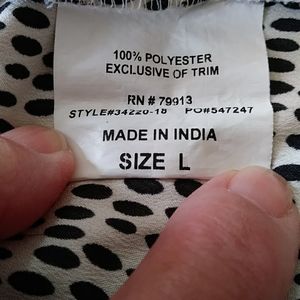 100% POLYESTER
EXCLUSIVE OF TRIM
RN # 79913
STYLE#34220-18 PO#547247
MADE IN INDIA
SIZE L